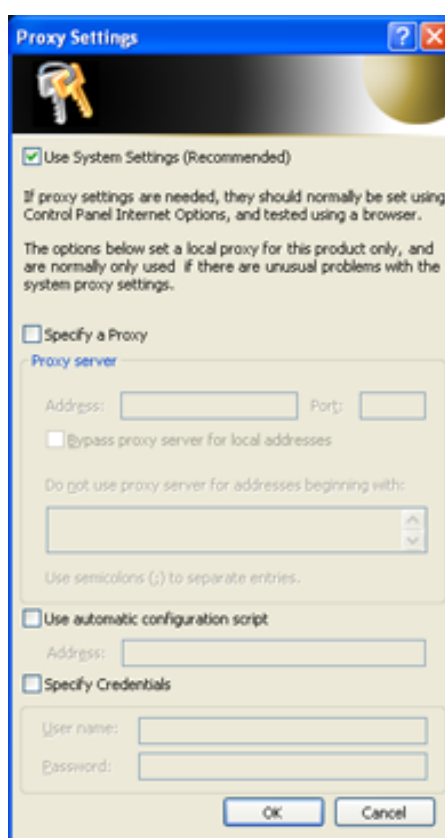 Proxy Settings
Use System Settings (Recommended)
If proxy settings are needed, they should normally be set using
Control Panel Internet Options, and tested using a browser.
The options below set a local proxy for this product only, and
are normally only used if there are unusual problems with the
system proxy settings.
Specify a Proxy
Proxy server
Address: Port:
Bypass proxy server for local addresses
Do not use proxy server for addresses beginning with:
Use semicolons (;) to separate entries.
Use automatic configuration script
Address:
Specify Credentials
User name:
Password:
OK Cancel